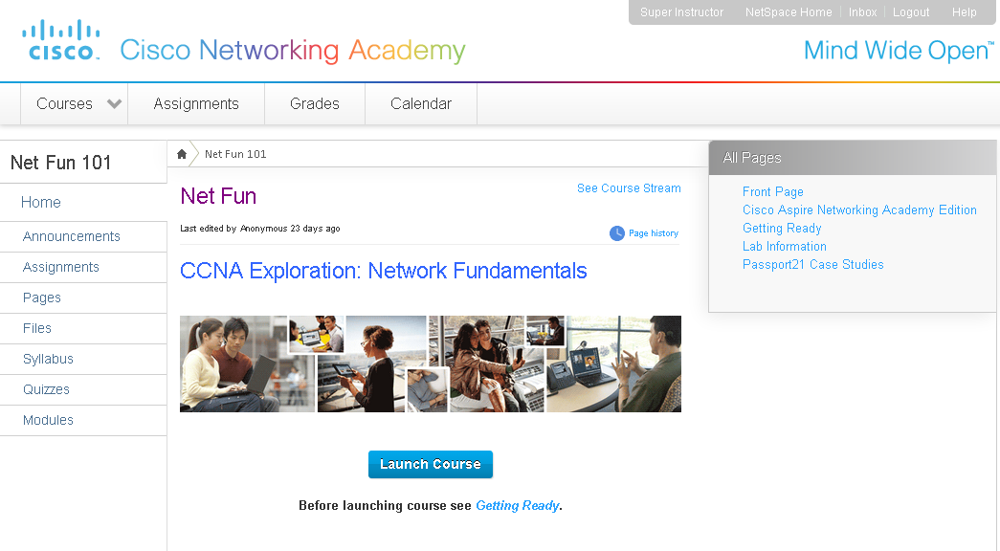 Super Instructor NetSpace Home Inbox Logout Help
CISCO Cisco Networking Academy Mind Wide Open™
Courses Assignments Grades Calendar
Net Fun 101
Home
Announcements
Assignments
Pages
Files
Syllabus
Quizzes
Modules
Net Fun 101
Net Fun
See Course Stream
Last edited by Anonymous 23 days ago
Page history
CCNA Exploration: Network Fundamentals
Launch Course
Before launching course see Getting Ready.
All Pages
Front Page
Cisco Aspire Networking Academy Edition
Getting Ready
Lab Information
Passport21 Case Studies